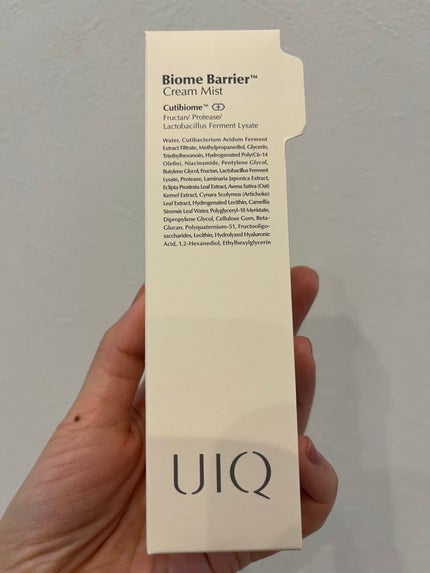 Biome Barrier™
Cream Mist
Cutibiome™ +
Fructan/ Protease/
Lactobacillus Ferment Lysate
Water, Cutibacterium Avidum Ferment
Extract Filtrate, Methylpropanediol, Glycerin,
Triethylhexanoin, Hydrogenated Poly(C6-14
Olefin), Niacinamide, Pentylene Glycol,
Butylene Glycol, Fructan, Lactobacillus Ferment
Lysate, Protease, Laminaria Japonica Extract,
Eclipta Prostrata Leaf Extract, Avena Sativa (Oat)
Kernel Extract, Cynara Scolymus (Artichoke)
Leaf Extract, Hydrogenated Lecithin, Camellia
Sinensis Leaf Water, Polyglyceryl-10 Myristate,
Dipropylene Glycol, Cellulose Gum, Beta-
Glucan, Polyquaternium-51, Fructooligo-
saccharides, Lecithin, Hydrolyzed Hyaluronic
Acid, 1,2-Hexanediol, Ethylhexylglycerin
UIQ